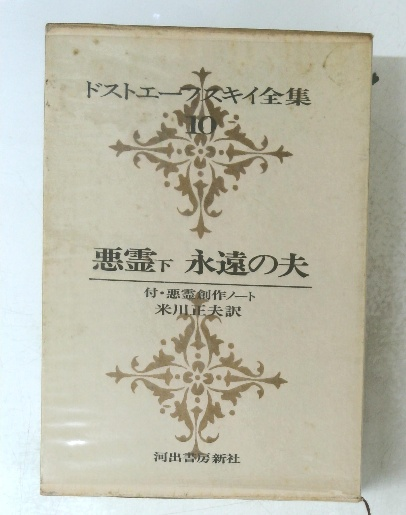 ドストエーフスキイ全集
10
悪霊下 永遠の夫
付・悪霊創作ノート
米川正夫訳
河出書房新社